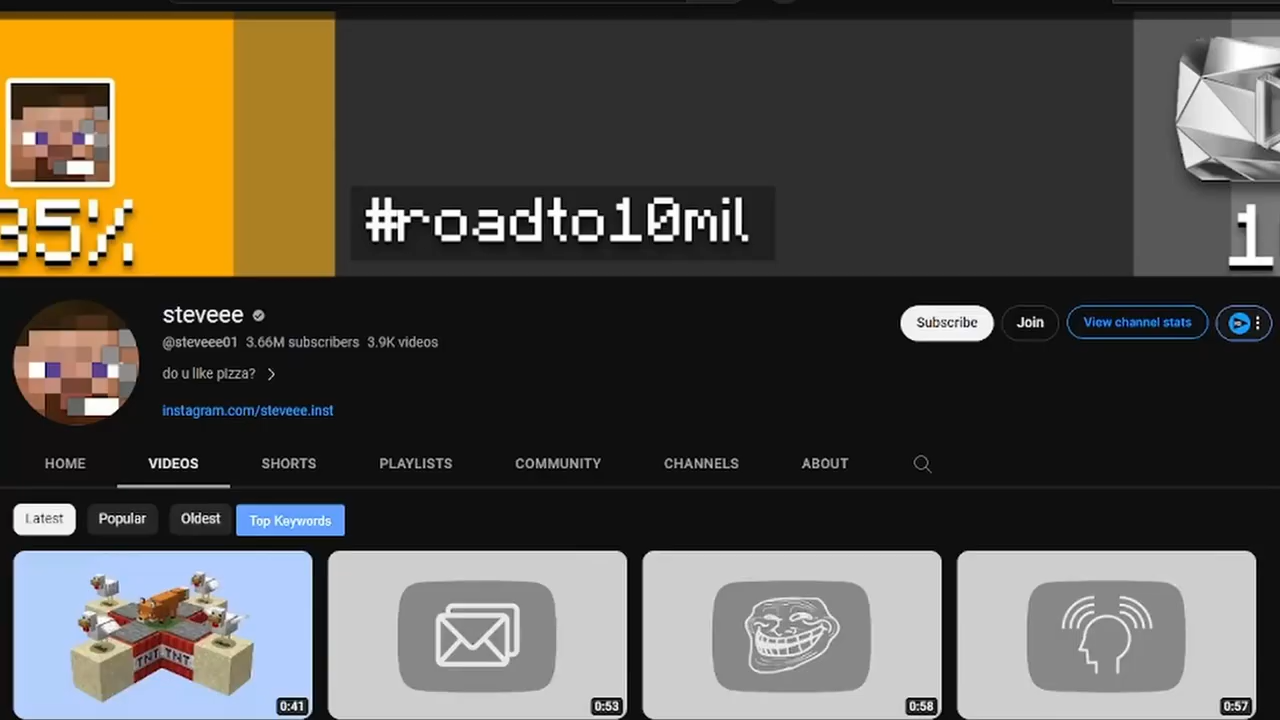 35%
#roadto10mil
1
steveee
@steveee01 3.66M subscribers 3.9K videos
do u like pizza?
instagram.com/steveee.inst
Subscribe
Join
View channel stats
HOME
VIDEOS
SHORTS
PLAYLISTS
COMMUNITY
CHANNELS
ABOUT
Latest
Popular
Oldest
Top Keywords
TNT TNT
0:41
0:53
0:58
0:57